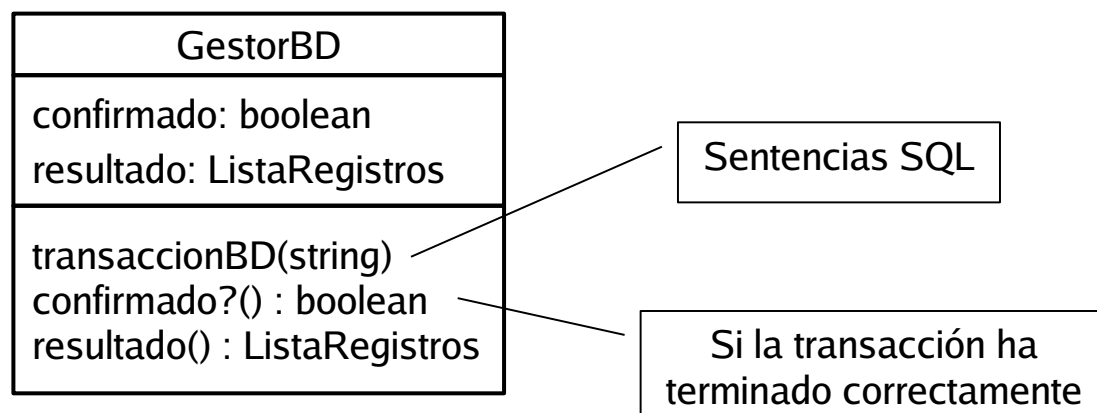 GestorBD
confirmado: boolean
resultado: ListaRegistros
Sentencias SQL
transaccionBD(string)
confirmado?() : boolean
resultado() : ListaRegistros
Si la transacción ha
terminado correctamente